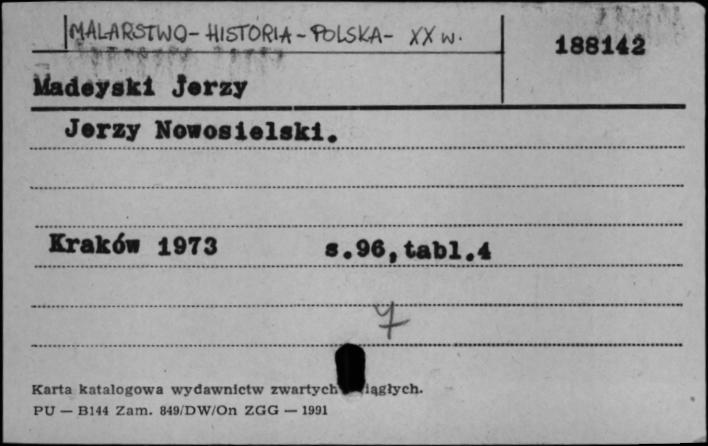 MALARSTWO - HISTORIA - POLSKA - XX W.
188142
Madeyski Jerzy
Jerzy Nowosielski.
Kraków 1973 s.96,tabl.4
7
Karta katalogowa wydawnictw zwartych iągłych.
PU — B144 Zam. 849/DW/On ZGG — 1991